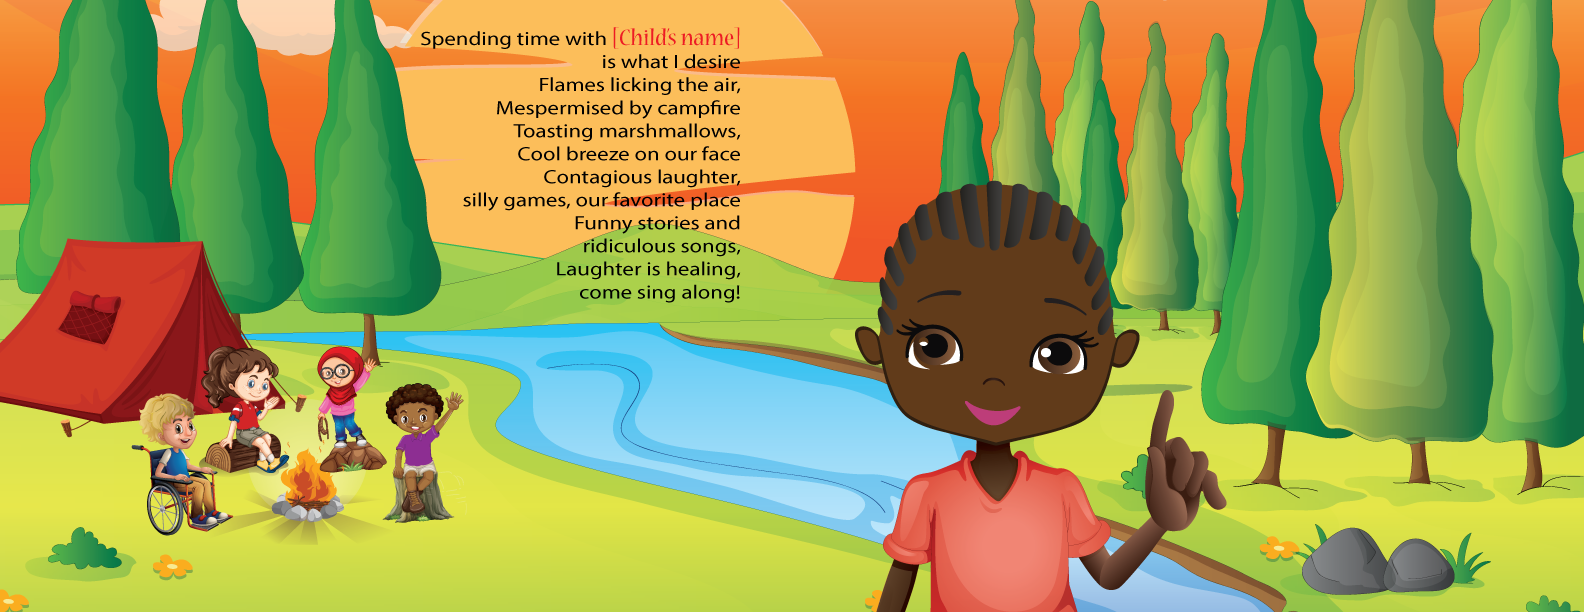 Spending time with [Child's name]
is what I desire
Flames licking the air,
Mespermised by campfire
Toasting marshmallows,
Cool breeze on our face
Contagious laughter,
silly games, our favorite place
Funny stories and
ridiculous songs,
Laughter is healing,
come sing along!